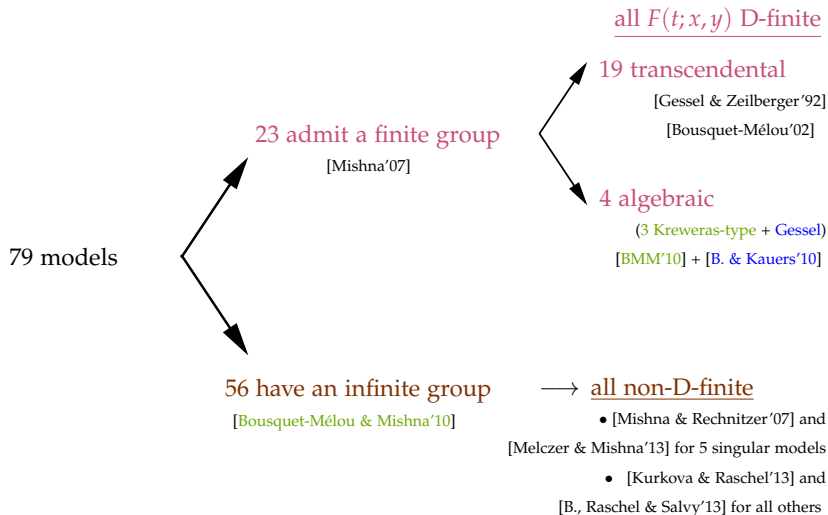 all F(t; x, y) D-finite
19 transcendental
[Gessel & Zeilberger’92]
[Bousquet-Mélou’02]
23 admit a finite group
[Mishna’07]
4 algebraic
(3 Kreweras-type + Gessel)
[BMM’10] + [B. & Kauers’10]
79 models
56 have an infinite group
[Bousquet-Mélou & Mishna’10]
⟶ all non-D-finite
• [Mishna & Rechnitzer’07] and
[Melczer & Mishna’13] for 5 singular models
• [Kurkova & Raschel’13] and
[B., Raschel & Salvy’13] for all others